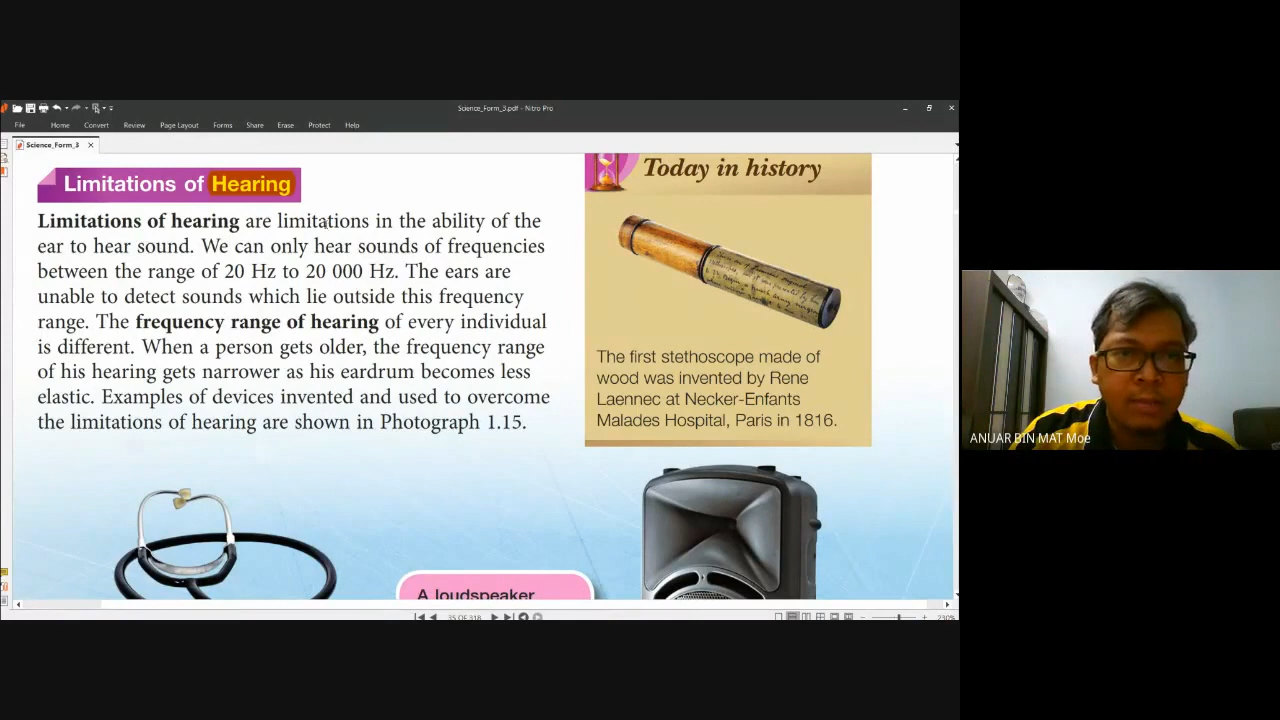 Science_Form_3.pdf - Nitro Pro
File Home Convert Review Page Layout Forms Share Erase Protect Help
Science_Form_3
Limitations of Hearing
Limitations of hearing are limitations in the ability of the
ear to hear sound. We can only hear sounds of frequencies
between the range of 20 Hz to 20 000 Hz. The ears are
unable to detect sounds which lie outside this frequency
range. The frequency range of hearing of every individual
is different. When a person gets older, the frequency range
of his hearing gets narrower as his eardrum becomes less
elastic. Examples of devices invented and used to overcome
the limitations of hearing are shown in Photograph 1.15.
Today in history
The first stethoscope made of
wood was invented by Rene
Laennec at Necker-Enfants
Malades Hospital, Paris in 1816.
A loudspeaker
35 OF 318
230%
ANUAR BIN MAT Moe